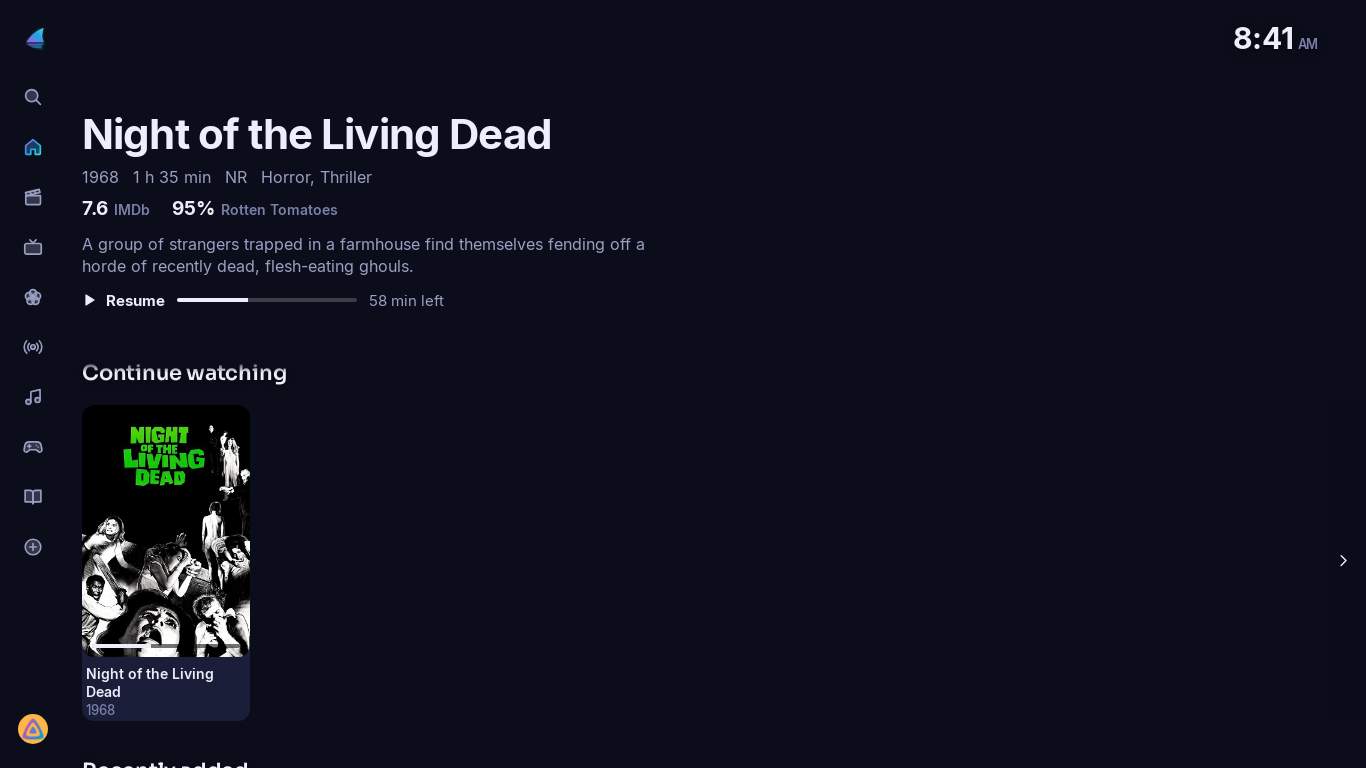 8:41 AM
Night of the Living Dead
1968 1 h 35 min NR Horror, Thriller
7.6 IMDb 95% Rotten Tomatoes
A group of strangers trapped in a farmhouse find themselves fending off a
horde of recently dead, flesh-eating ghouls.
Resume 58 min left
Continue watching
NIGHT
OF THE
LIVING
DEAD
Night of the Living
Dead
1968
Recently added